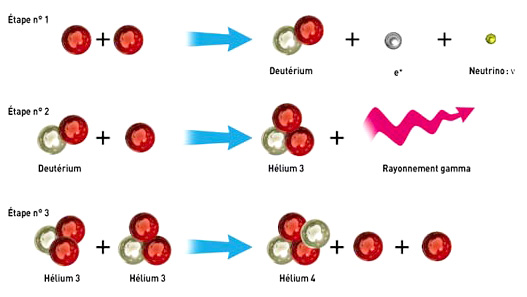 Étape n° 1
+
+
+
Deutérium
e⁺
Neutrino : ν
Étape n° 2
+
+
Deutérium
Hélium 3
Rayonnement gamma
Étape n° 3
+
+
+
Hélium 3
Hélium 3
Hélium 4